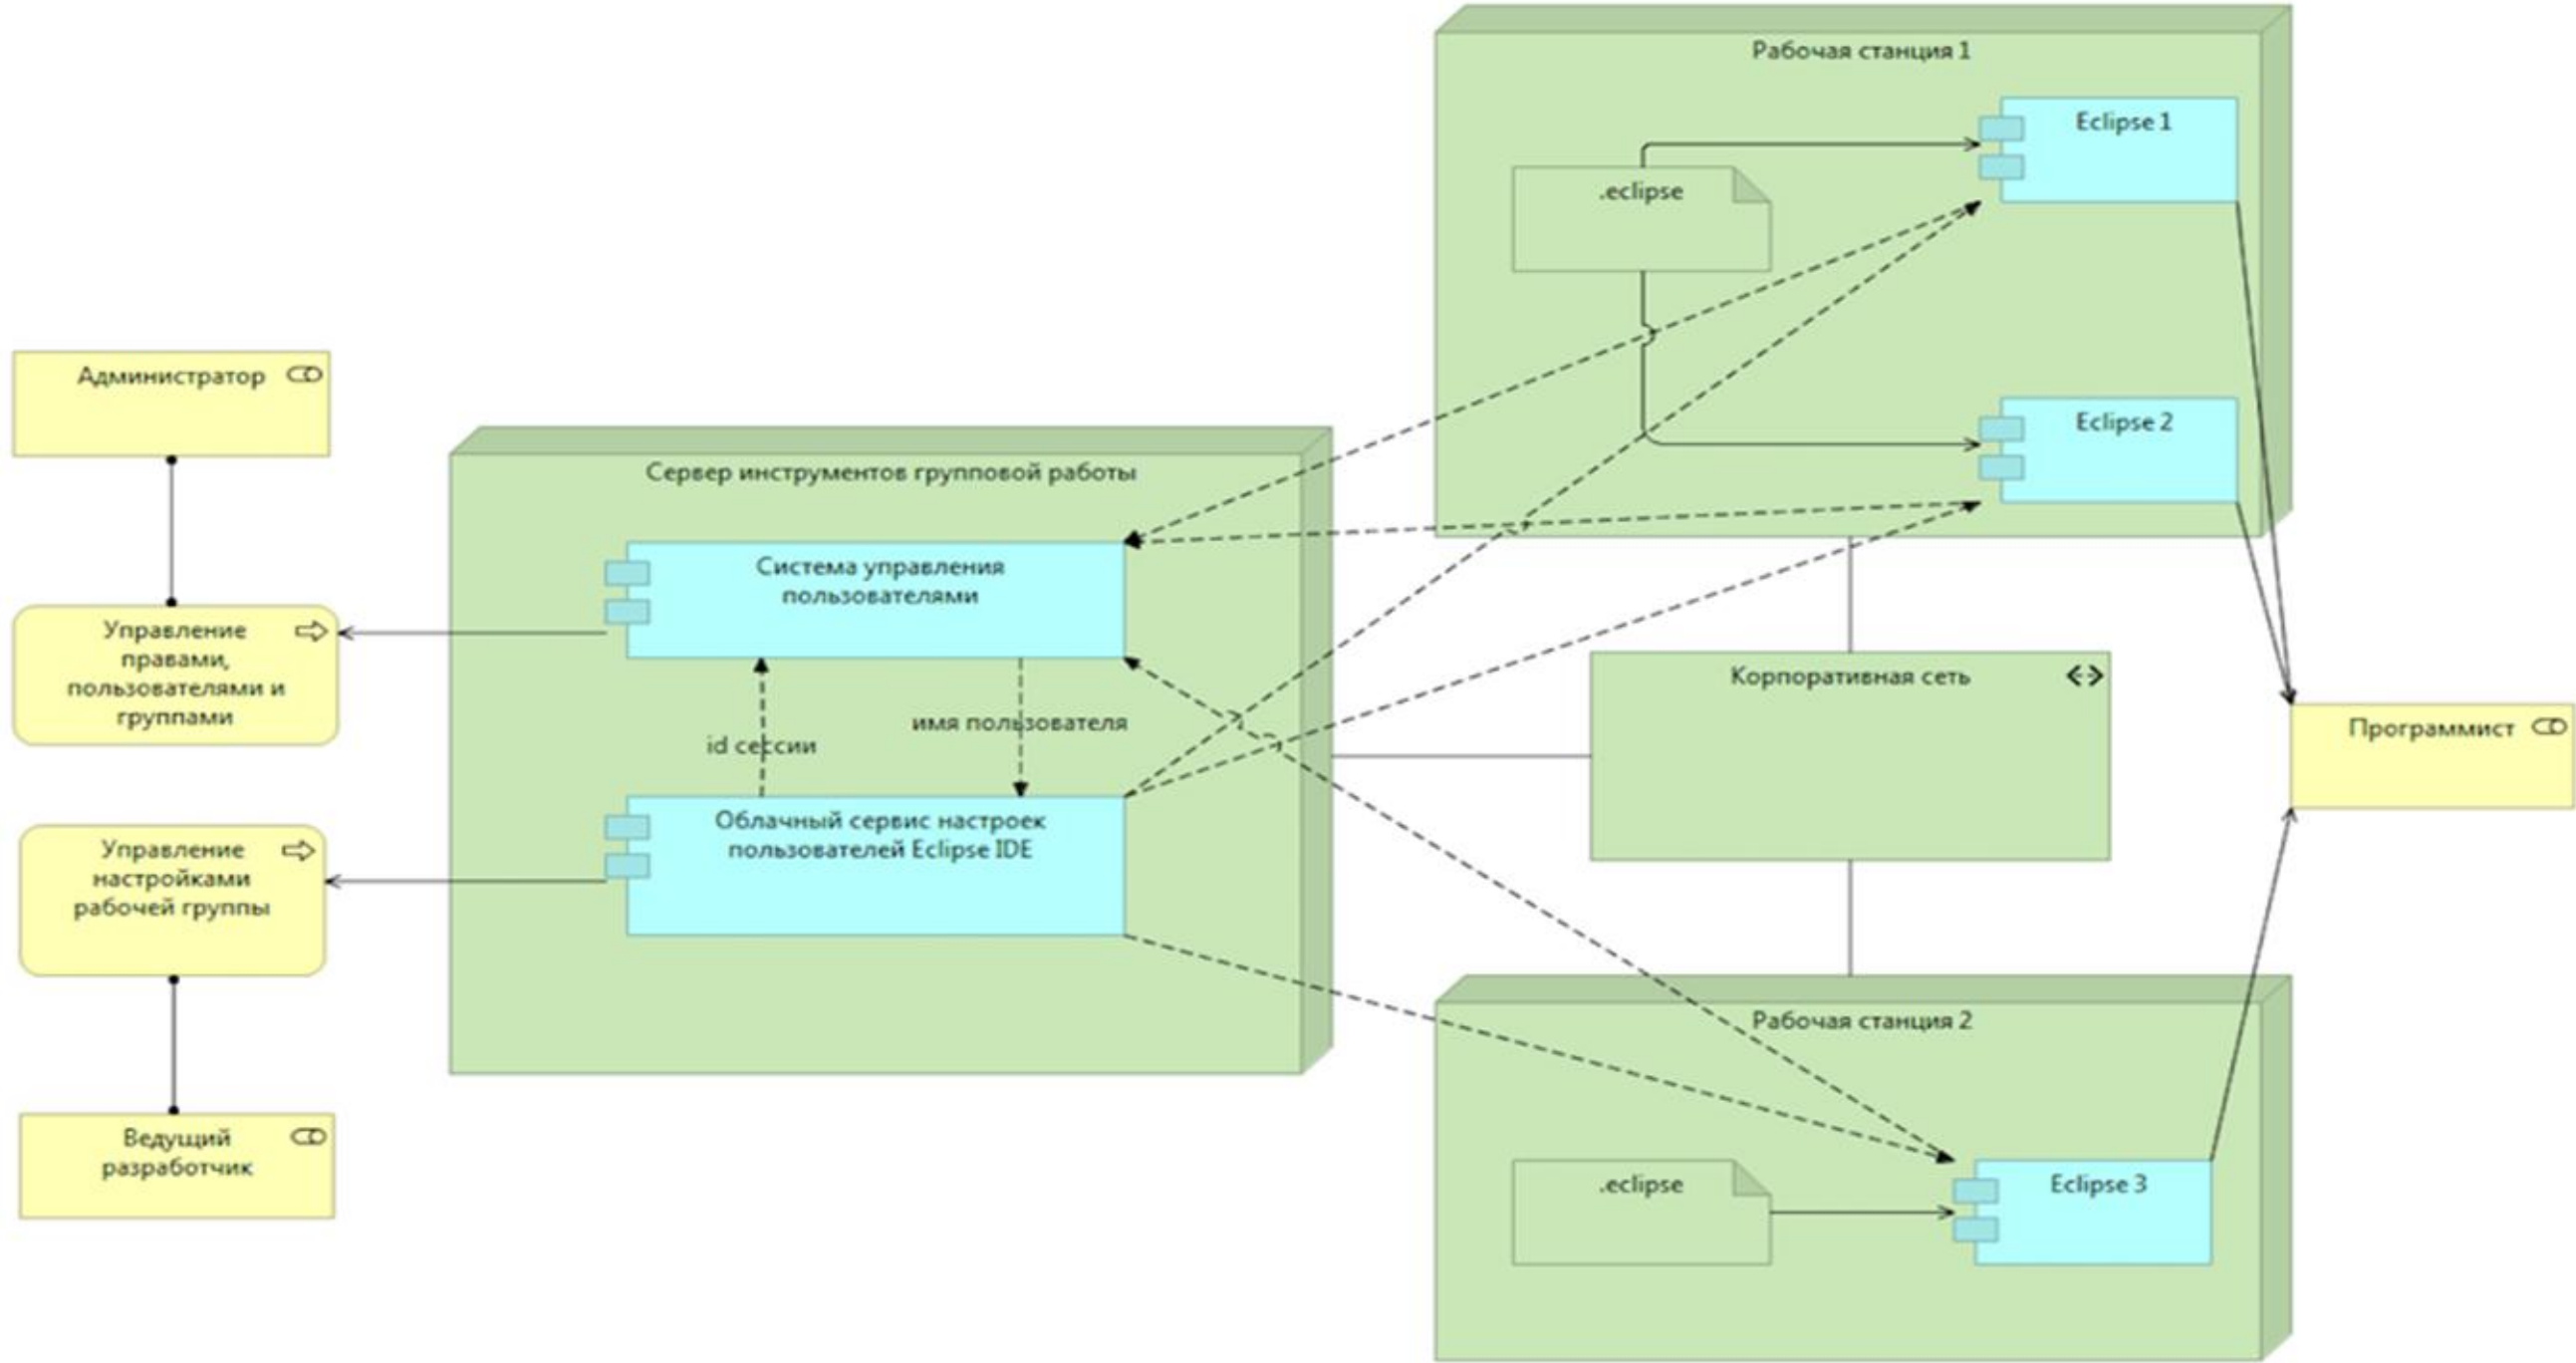 Рабочая станция 1
Eclipse 1
.eclipse
Eclipse 2
Администратор
Сервер инструментов групповой работы
Система управления
пользователями
Управление
правами,
пользователями и
группами
id сессии
имя пользователя
Корпоративная сеть
Программист
Облачный сервис настроек
пользователей Eclipse IDE
Управление
настройками
рабочей группы
Рабочая станция 2
Ведущий
разработчик
.eclipse
Eclipse 3